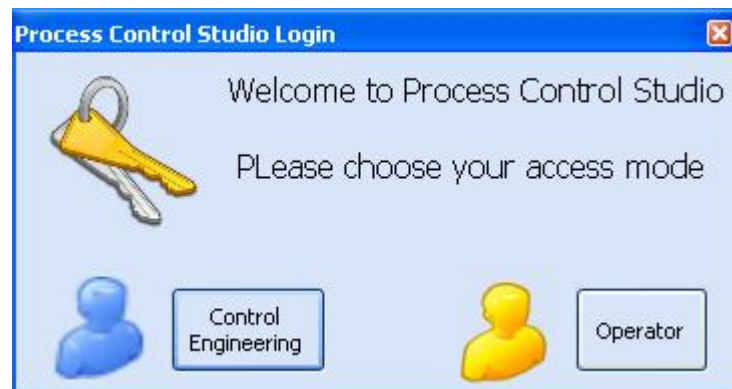 Process Control Studio Login
Welcome to Process Control Studio
PLease choose your access mode
Control
Engineering
Operator